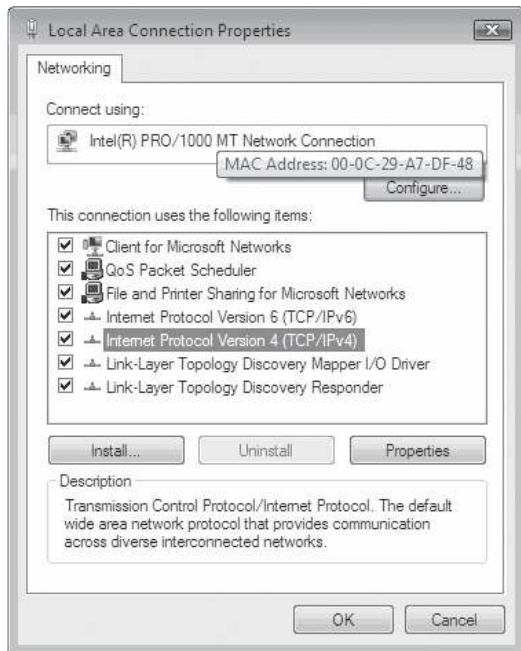 Local Area Connection Properties
Networking
Connect using:
Intel(R) PRO/1000 MT Network Connection
MAC Address: 00-0C-29-A7-DF-48
Configure...
This connection uses the following items:
Client for Microsoft Networks
QoS Packet Scheduler
File and Printer Sharing for Microsoft Networks
Internet Protocol Version 6 (TCP/IPv6)
Internet Protocol Version 4 (TCP/IPv4)
Link-Layer Topology Discovery Mapper I/O Driver
Link-Layer Topology Discovery Responder
Install...
Uninstall
Properties
Description
Transmission Control Protocol/Internet Protocol. The default
wide area network protocol that provides communication
across diverse interconnected networks.
OK
Cancel